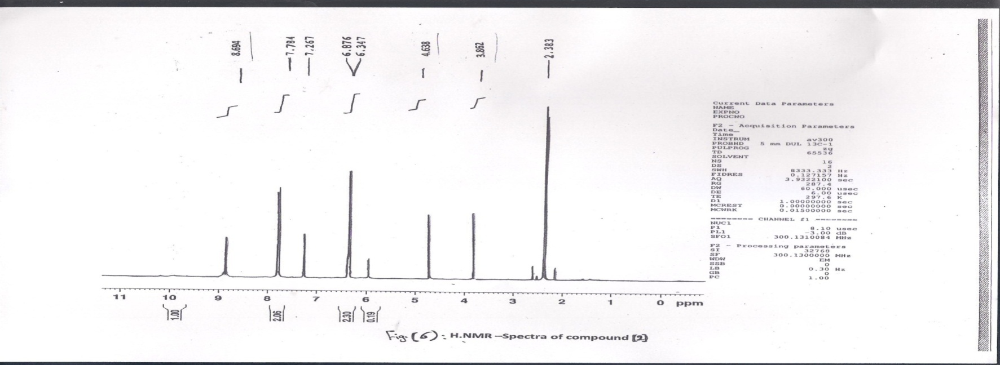 8.694
7.784
7.267
6.876
6.347
4.638
3.862
2.383
Current Data Parameters
NAME
EXPNO
PROCNO
F2 - Acquisition Parameters
Date_
Time
INSTRUM av300
PROBHD 5 mm DUL 13C-1
PULPROG zg
TD 65536
SOLVENT
NS 16
DS 2
SWH 8333.333 Hz
FIDRES 0.127157 Hz
AQ 3.9322100 sec
RG 287.4
DW 60.000 usec
DE 6.00 usec
TE 297.6 K
D1 1.00000000 sec
MCREST 0.00000000 sec
MCWRK 0.01500000 sec
======== CHANNEL f1 ========
NUC1
P1 8.10 usec
PL1 -3.00 dB
SFO1 300.1310084 MHz
F2 - Processing parameters
SI 32768
SF 300.1300000 MHz
WDW EM
SSB 0
LB 0.30 Hz
GB 0
PC 1.00
11 10 9 8 7 6 5 4 3 2 1 0 ppm
1.00 2.06 2.30 0.19
Fig.(6): H.NMR –Spectra of compound [2]